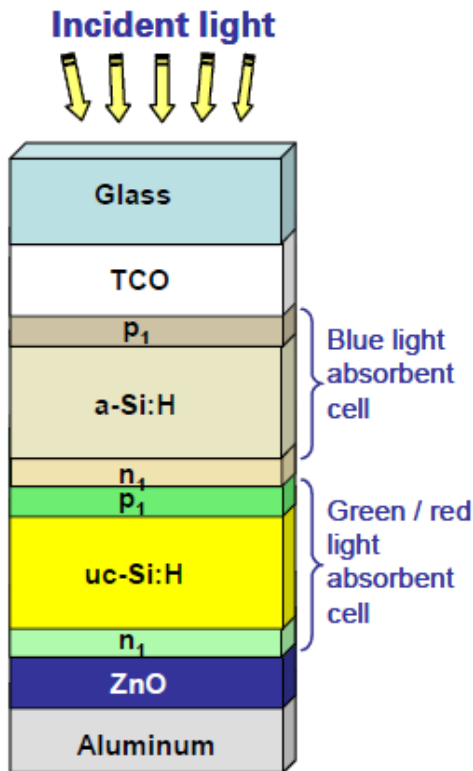 Incident light
Glass
TCO
p₁
a-Si:H
n₁
p₁
uc-Si:H
n₁
ZnO
Aluminum
Blue light
absorbent
cell
Green / red
light
absorbent
cell